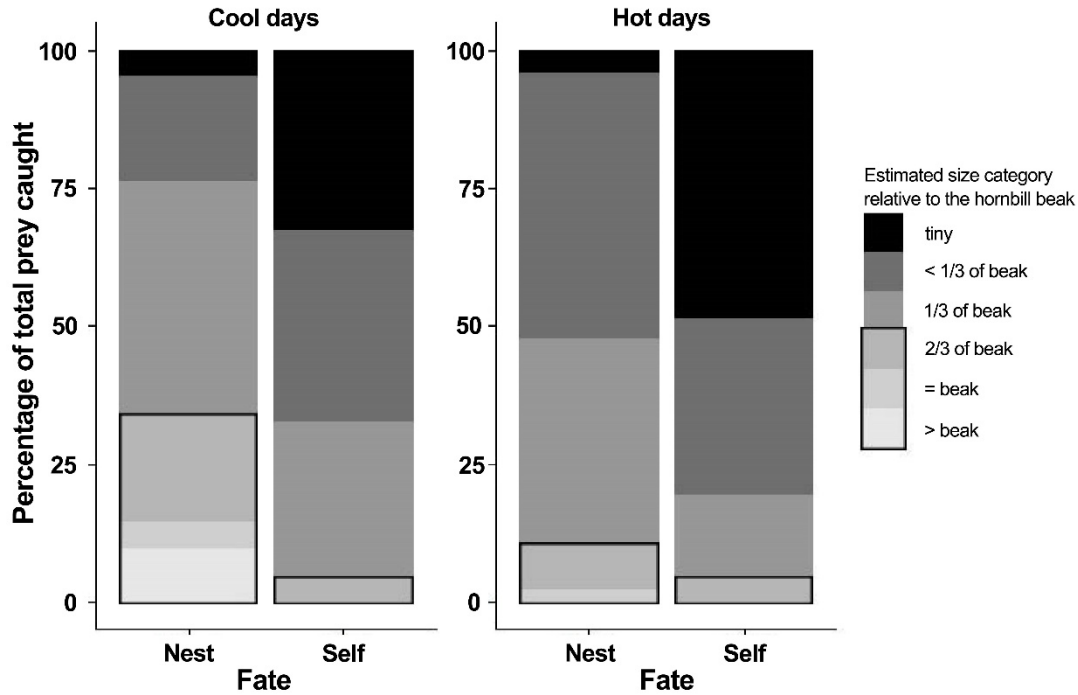 Cool days
Hot days
Percentage of total prey caught
100
75
50
25
0
Nest
Self
Fate
100
75
50
25
0
Nest
Self
Fate
Estimated size category
relative to the hornbill beak
tiny
< 1/3 of beak
1/3 of beak
2/3 of beak
= beak
> beak